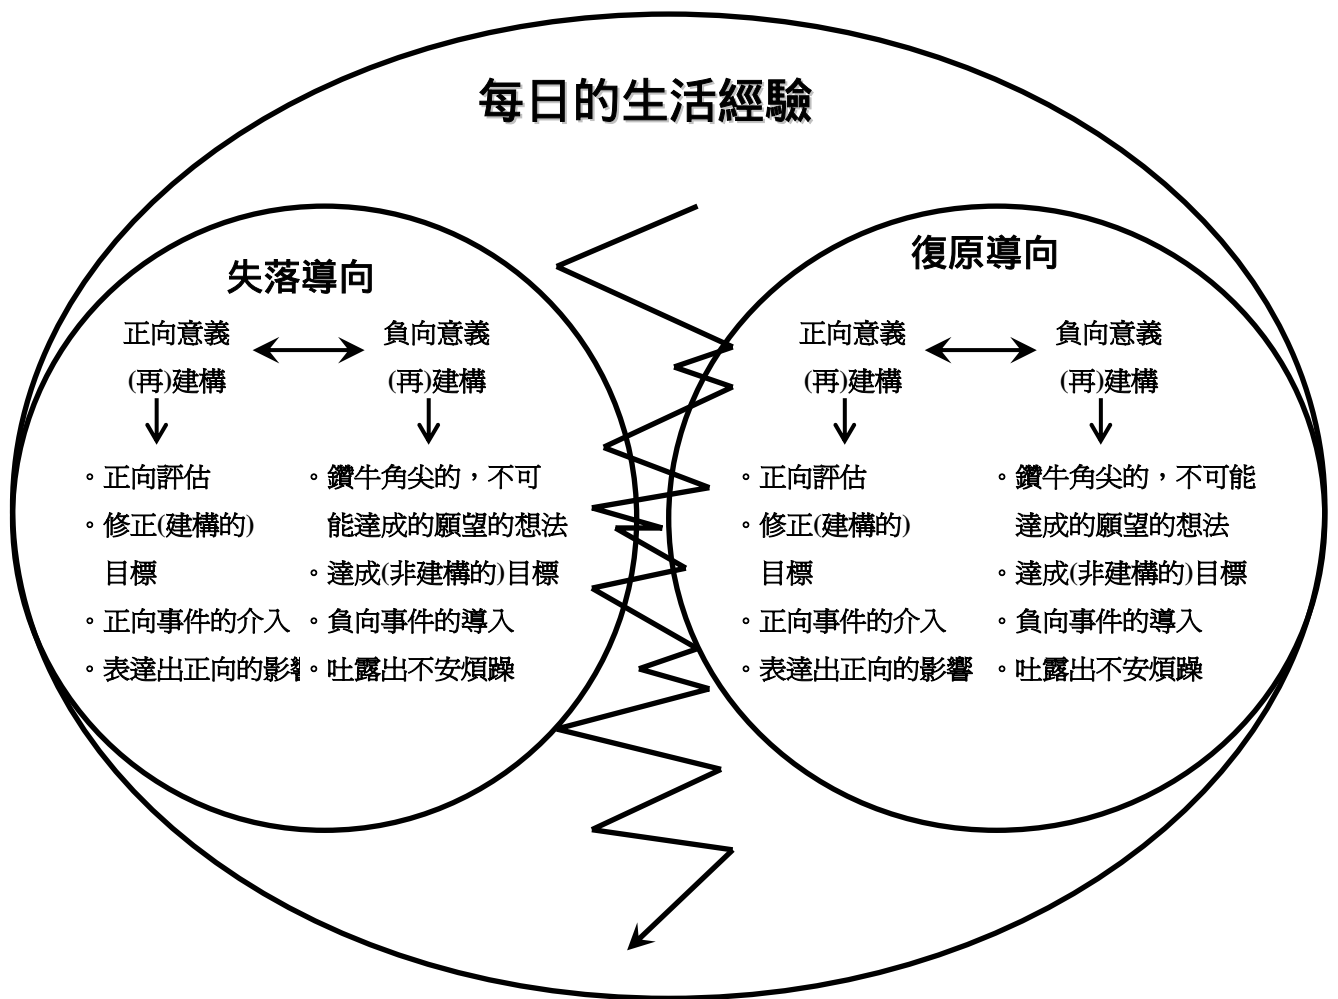 每日的生活經驗
失落導向
正向意義
(再)建構
負向意義
(再)建構
。正向評估
。修正(建構的)
目標
。正向事件的介入
。表達出正向的影響
。鑽牛角尖的，不可
能達成的願望的想法
。達成(非建構的)目標
。負向事件的導入
。吐露出不安煩躁
復原導向
正向意義
(再)建構
負向意義
(再)建構
。正向評估
。修正(建構的)
目標
。正向事件的介入
。表達出正向的影響
。鑽牛角尖的，不可能
達成的願望的想法
。達成(非建構的)目標
。負向事件的導入
。吐露出不安煩躁